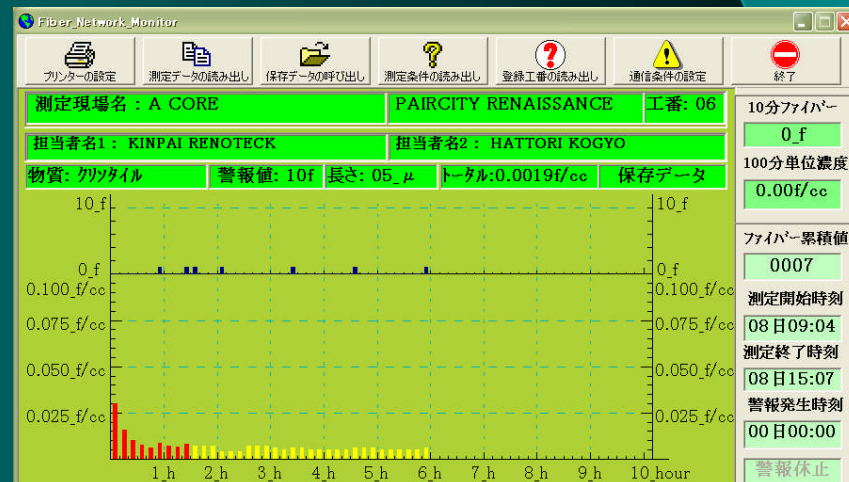 Fiber_Network_Monitor
プリンターの設定 測定データの読み出し 保存データの呼び出し 測定条件の読み出し 登録工番の読み出し 通信条件の設定 終了
測定現場名：A CORE PAIRCITY RENAISSANCE 工番: 06
担当者名1： KINPAI RENOTECK 担当者名2： HATTORI KOGYO
物質: クリソタイル 警報値: 10f 長さ: 05_μ トータル:0.0019f/cc 保存データ
10_f 10_f
0_f 0_f
0.100_f/cc 0.100_f/cc
0.075_f/cc 0.075_f/cc
0.050_f/cc 0.050_f/cc
0.025_f/cc 0.025_f/cc
1_h 2_h 3_h 4_h 5_h 6_h 7_h 8_h 9_h 10_hour
10分ファイバー
0_f
100分単位濃度
0.00f/cc
ファイバー累積値
0007
測定開始時刻
08日09:04
測定終了時刻
08日15:07
警報発生時刻
00日00:00
警報休止